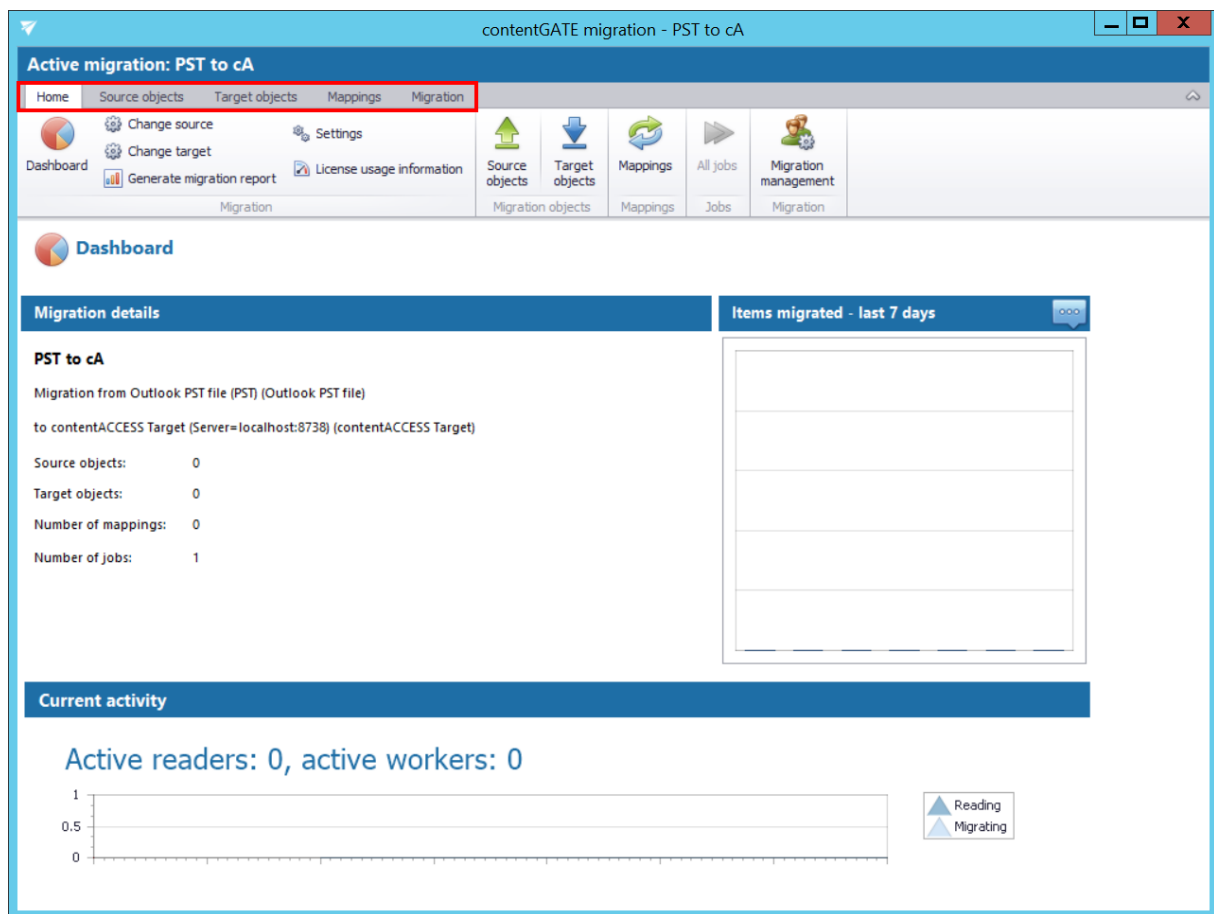 contentGATE migration - PST to cA
Active migration: PST to cA
Home Source objects Target objects Mappings Migration
Dashboard
Change source
Change target
Generate migration report
Settings
License usage information
Migration
Source objects
Target objects
Migration objects
Mappings
Mappings
All jobs
Jobs
Migration management
Migration
Dashboard
Migration details
PST to cA
Migration from Outlook PST file (PST) (Outlook PST file)
to contentACCESS Target (Server=localhost:8738) (contentACCESS Target)
Source objects: 0
Target objects: 0
Number of mappings: 0
Number of jobs: 1
Items migrated - last 7 days
Current activity
Active readers: 0, active workers: 0
1
0.5
0
Reading
Migrating